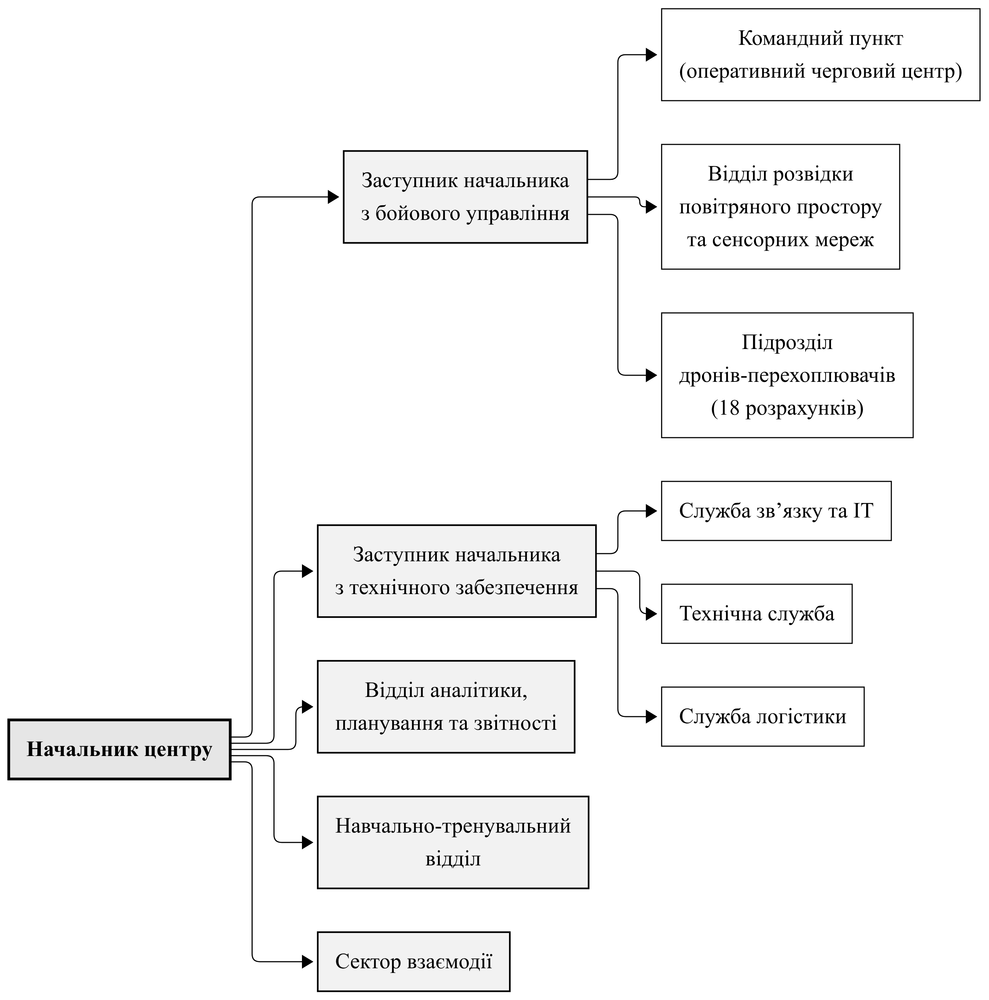 Командний пункт
(оперативний черговий центр)
Заступник начальника
з бойового управління
Відділ розвідки
повітряного простору
та сенсорних мереж
Підрозділ
дронів-перехоплювачів
(18 розрахунків)
Служба зв’язку та ІТ
Заступник начальника
з технічного забезпечення
Технічна служба
Відділ аналітики,
планування та звітності
Служба логістики
Начальник центру
Навчально-тренувальний
відділ
Сектор взаємодії